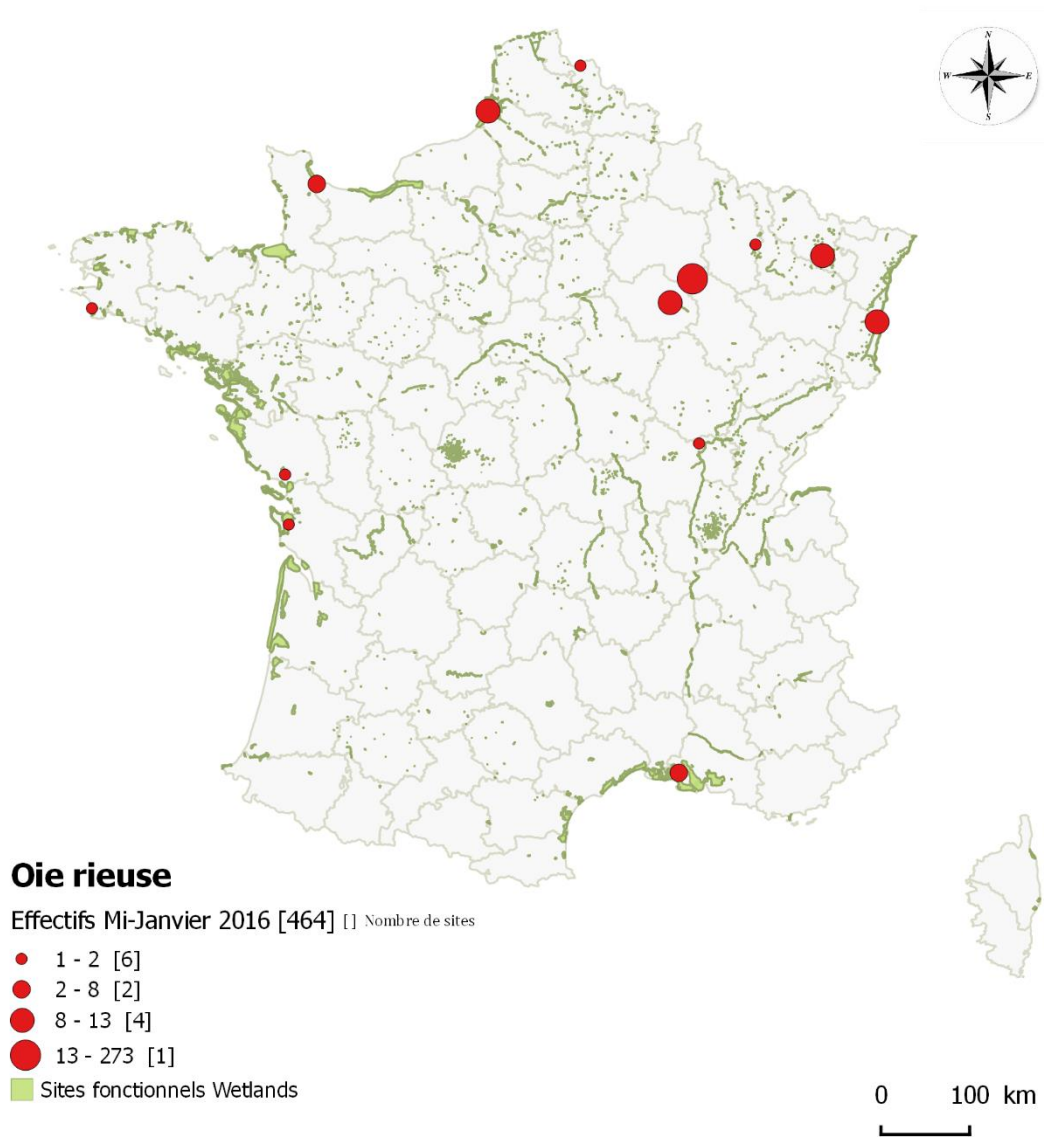 N
W E
S
Oie rieuse
Effectifs Mi-Janvier 2016 [464] [] Nombre de sites
1 - 2 [6]
2 - 8 [2]
8 - 13 [4]
13 - 273 [1]
Sites fonctionnels Wetlands
0 100 km